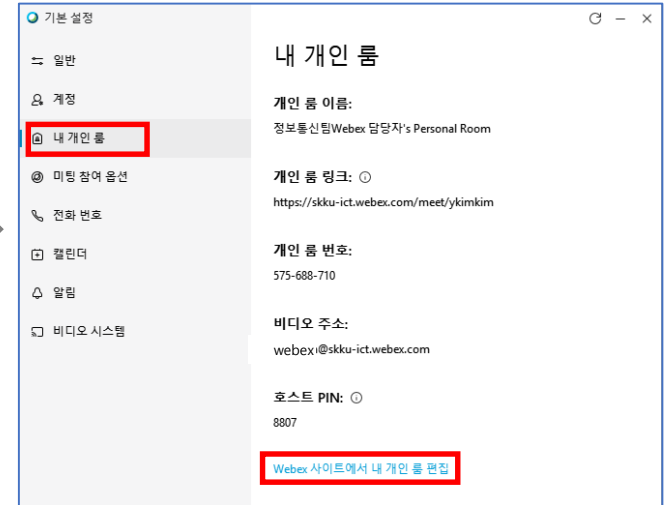 기본 설정
일반
계정
내 개인 룸
미팅 참여 옵션
전화 번호
캘린더
알림
비디오 시스템
내 개인 룸
개인 룸 이름:
정보통신팀Webex 담당자's Personal Room
개인 룸 링크:
https://skku-ict.webex.com/meet/ykimkim
개인 룸 번호:
575-688-710
비디오 주소:
webex@skku-ict.webex.com
호스트 PIN:
8807
Webex 사이트에서 내 개인 룸 편집